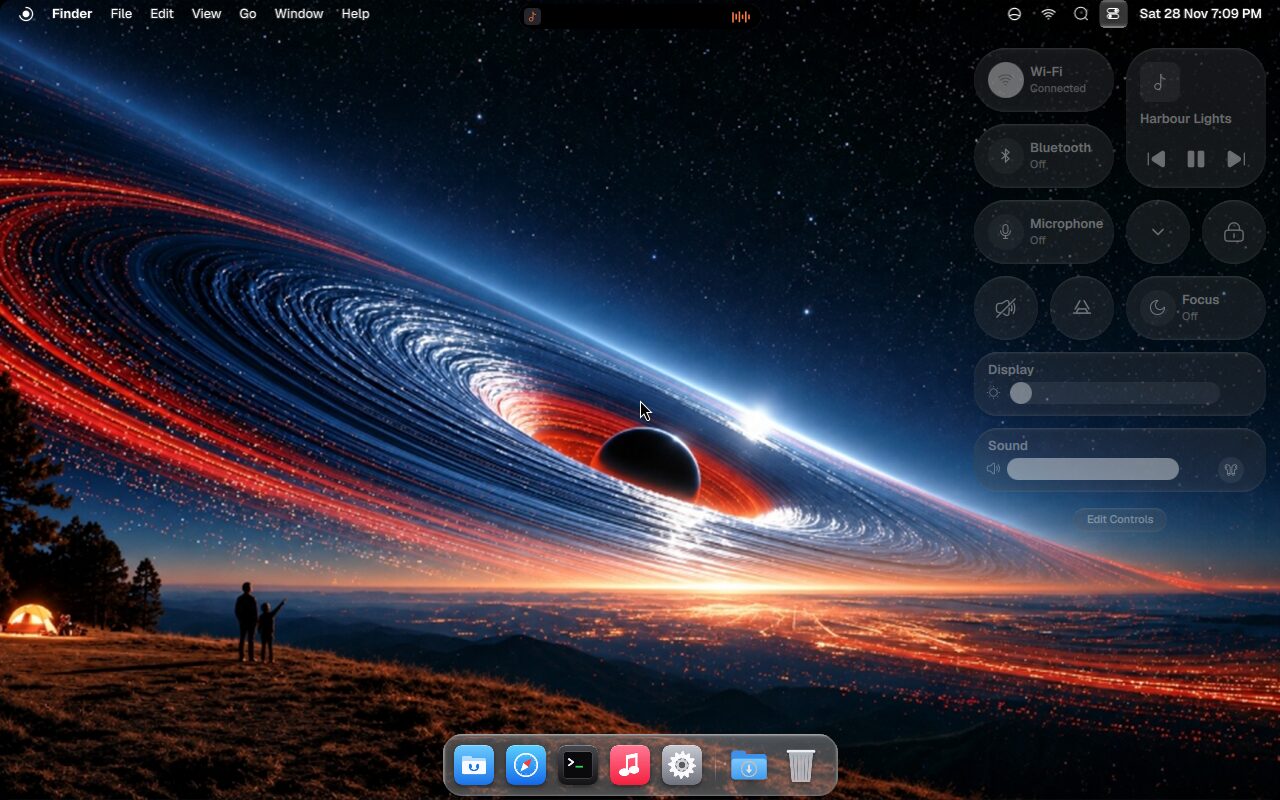 Finder File Edit View Go Window Help
Sat 28 Nov 7:09 PM
Wi-Fi
Connected
Harbour Lights
Bluetooth
Off
Microphone
Off
Focus
Off
Display
Sound
Edit Controls